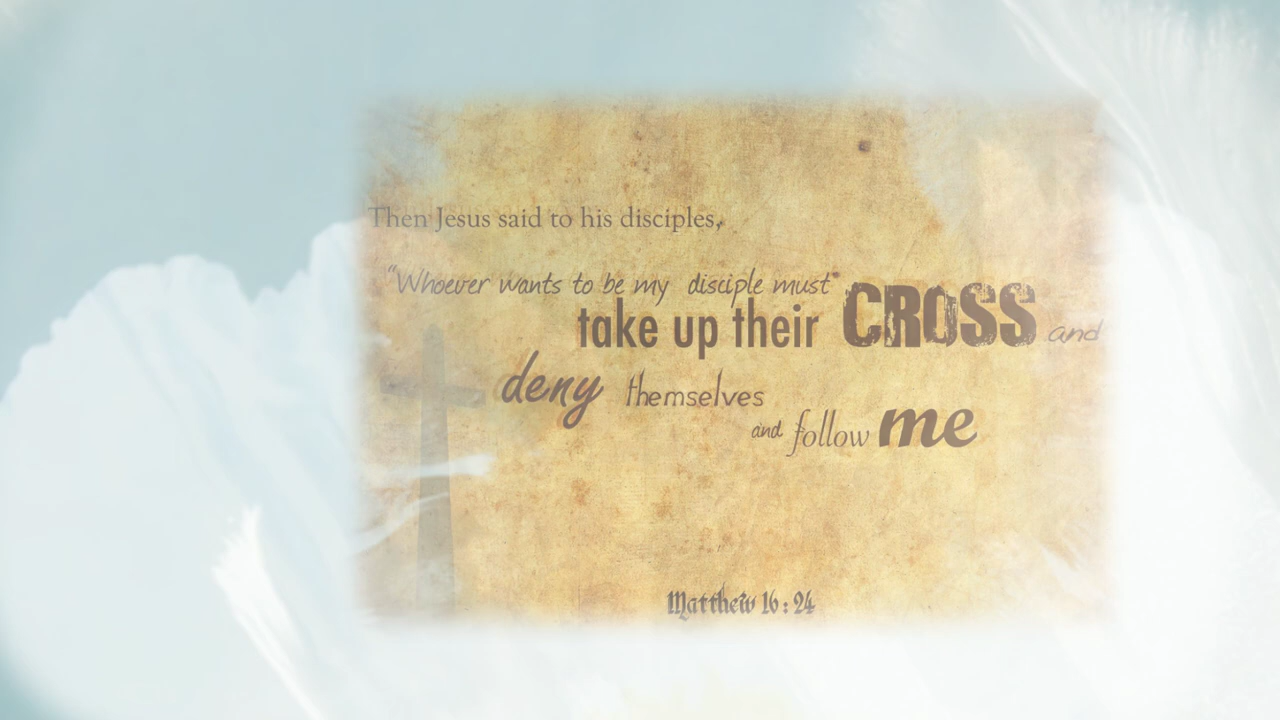 Then Jesus said to his disciples,
"Whoever wants to be my disciple must"
take up their CROSS and
deny themselves
and follow me
Matthew 16 : 24